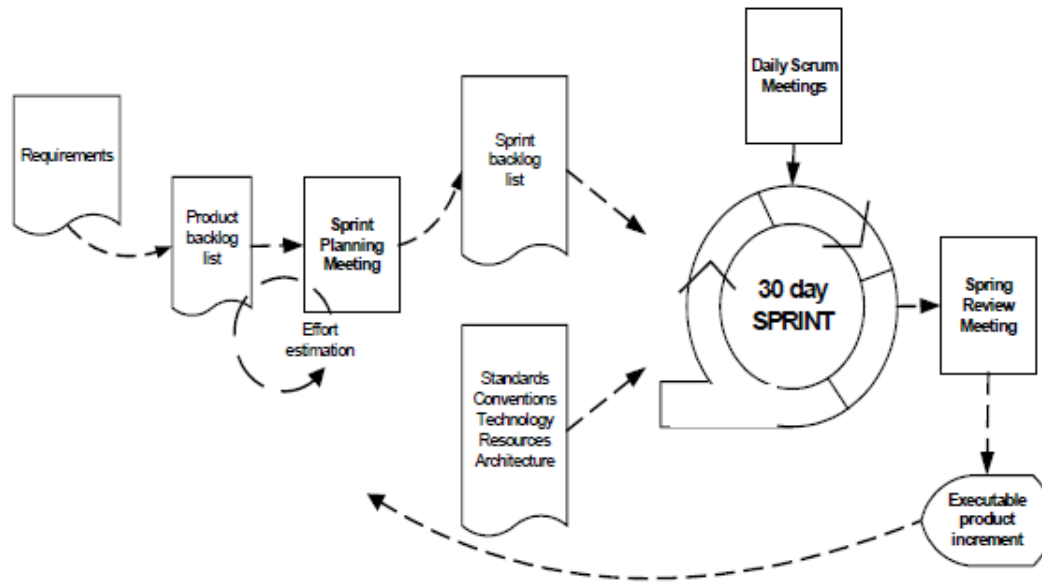 Requirements
Product
backlog
list
Sprint
Planning
Meeting
Effort
estimation
Sprint
backlog
list
Standards
Conventions
Technology
Resources
Architecture
Daily Scrum
Meetings
30 day
SPRINT
Spring
Review
Meeting
Executable
product
increment